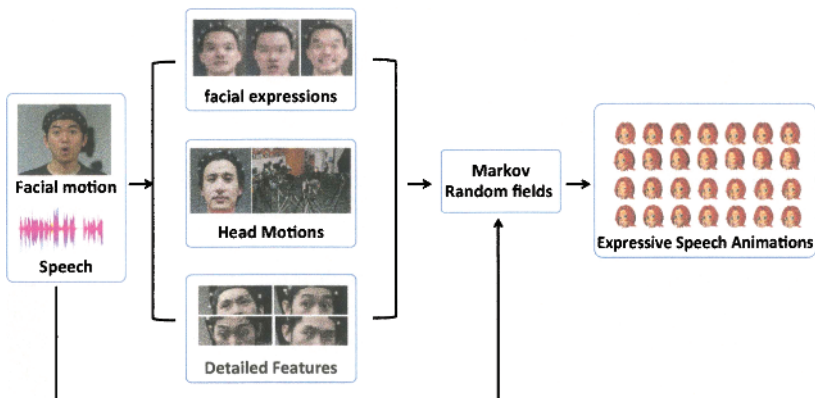 Facial motion
Speech
facial expressions
Head Motions
Detailed Features
Markov
Random fields
Expressive Speech Animations